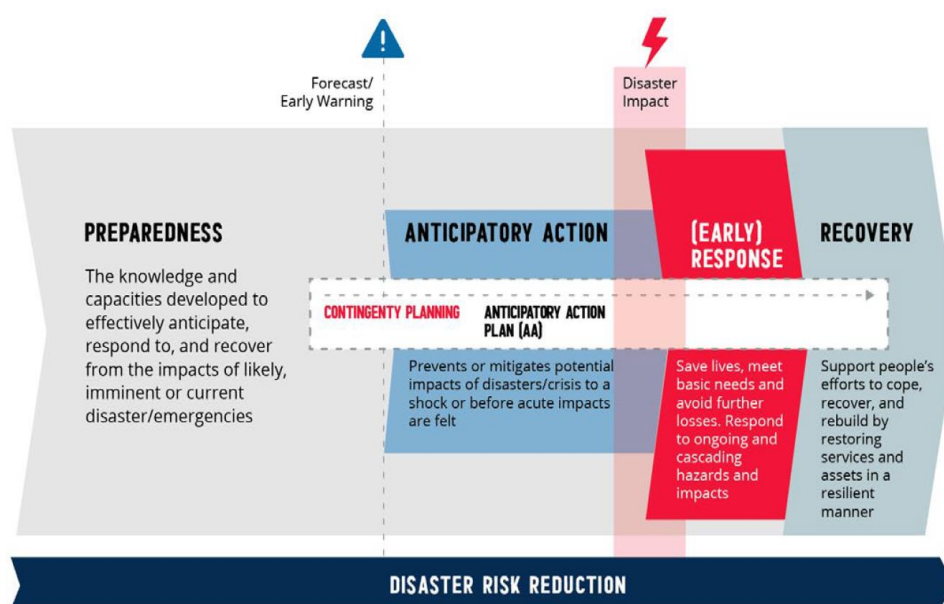 Forecast/
Early Warning
Disaster
Impact
PREPAREDNESS
The knowledge and
capacities developed to
effectively anticipate,
respond to, and recover
from the impacts of likely,
imminent or current
disaster/emergencies
ANTICIPATORY ACTION
(EARLY)
RESPONSE
RECOVERY
CONTINGENTY PLANNING
ANTICIPATORY ACTION
PLAN (AA)
Prevents or mitigates potential
impacts of disasters/crisis to a
shock or before acute impacts
are felt
Save lives, meet
basic needs and
avoid further
losses. Respond
to ongoing and
cascading
hazards and
impacts
Support people’s
efforts to cope,
recover, and
rebuild by
restoring
services and
assets in a
resilient
manner
DISASTER RISK REDUCTION